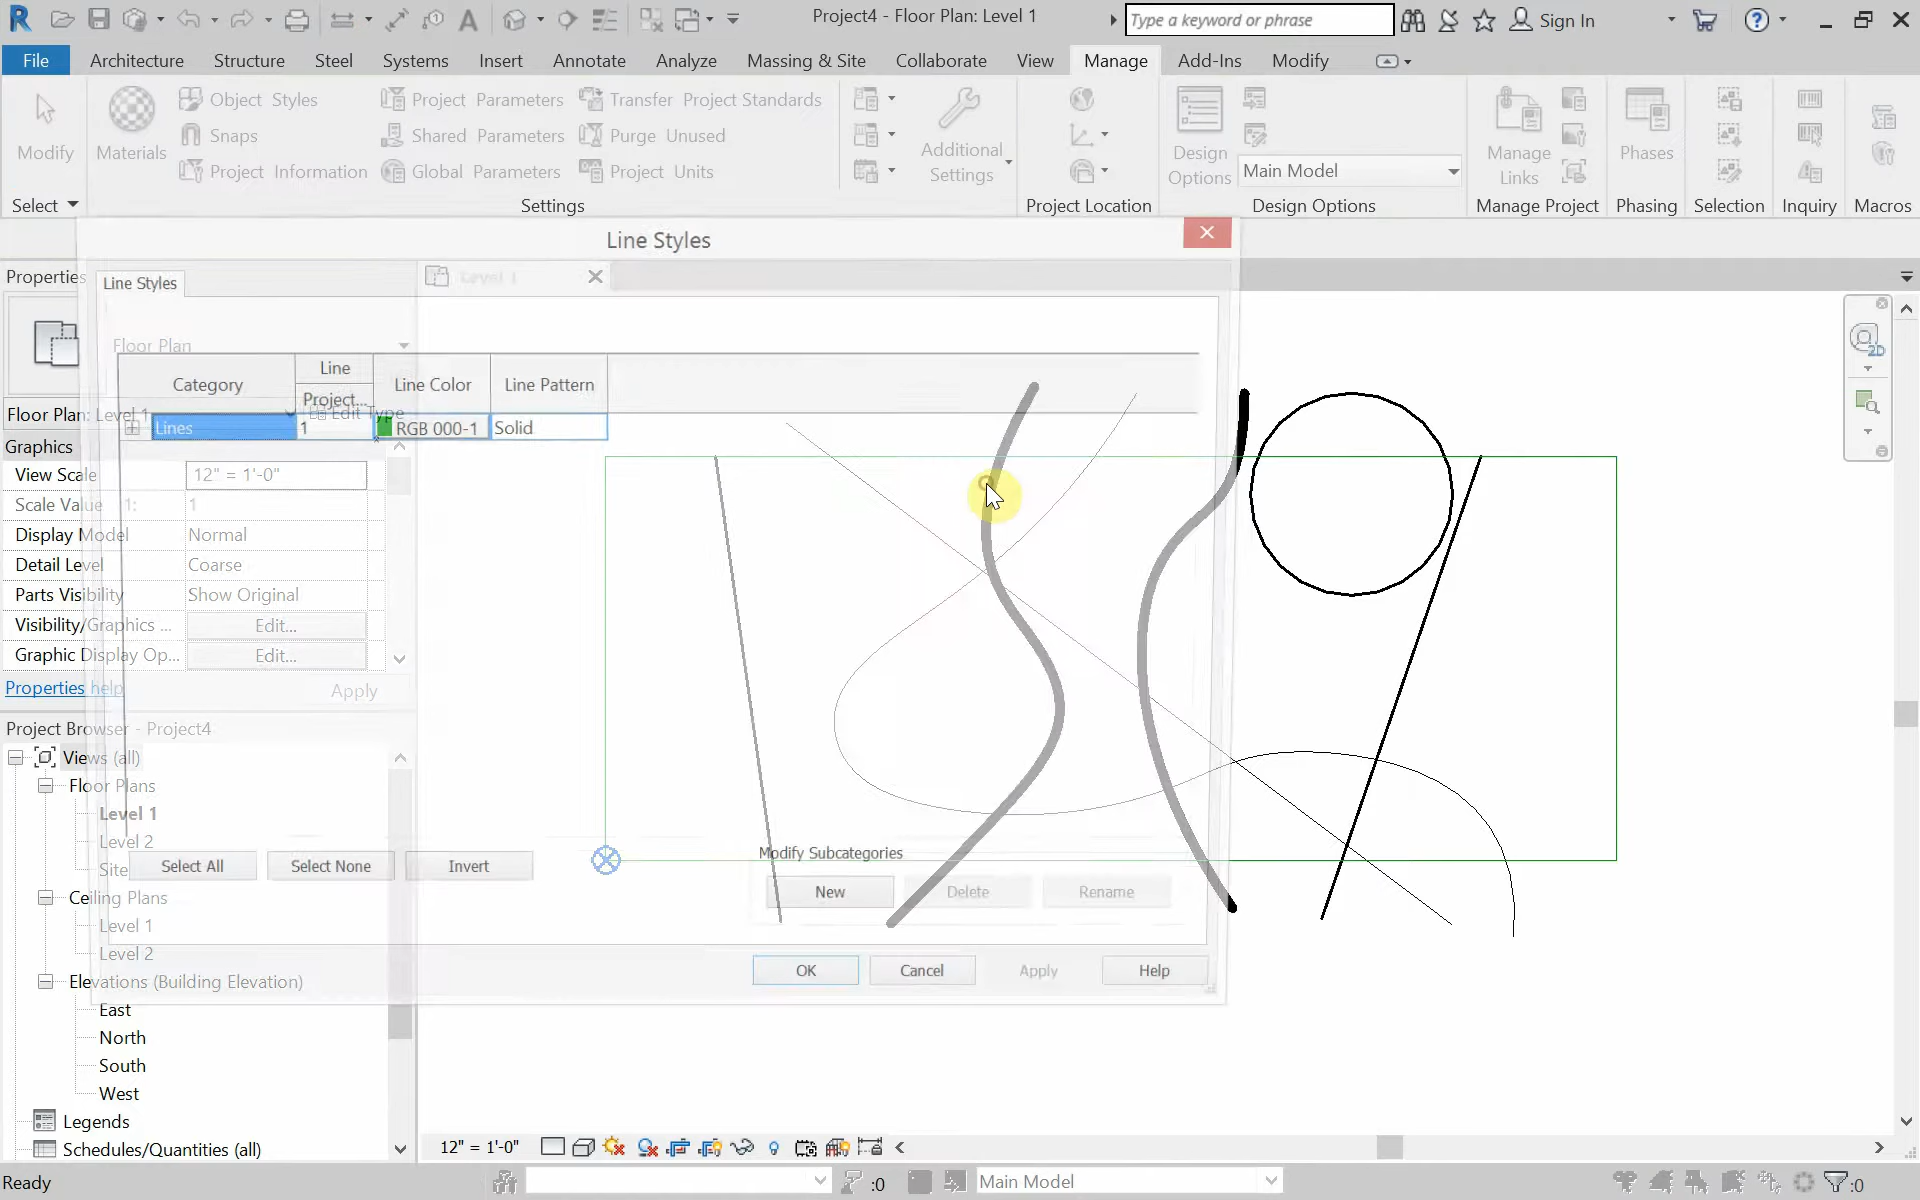 Project4 - Floor Plan: Level 1
Type a keyword or phrase
Sign In
File
Architecture
Structure
Steel
Systems
Insert
Annotate
Analyze
Massing & Site
Collaborate
View
Manage
Add-Ins
Modify
Modify
Materials
Object Styles
Snaps
Project Information
Project Parameters
Shared Parameters
Global Parameters
Transfer Project Standards
Purge Unused
Project Units
Additional
Settings
Design
Options
Main Model
Manage
Links
Phases
Select
Settings
Project Location
Design Options
Manage Project
Phasing
Selection
Inquiry
Macros
Line Styles
Properties
Line Styles
Level 1
Floor Plan
Category
Line
Project...
Line Color
Line Pattern
Floor Plan: Level 1
Edit Type
Lines
1
RGB 000-1
Solid
Graphics
View Scale
12" = 1'-0"
Scale Value 1:
1
Display Model
Normal
Detail Level
Coarse
Parts Visibility
Show Original
Visibility/Graphics ...
Edit...
Graphic Display Op...
Edit...
Properties help
Apply
Project Browser - Project4
Views (all)
Floor Plans
Level 1
Level 2
Site
Ceiling Plans
Level 1
Level 2
Elevations (Building Elevation)
East
North
South
West
Legends
Schedules/Quantities (all)
Select All
Select None
Invert
Modify Subcategories
New
Delete
Rename
OK
Cancel
Apply
Help
12" = 1'-0"
2D
Ready
:0
Main Model
:0